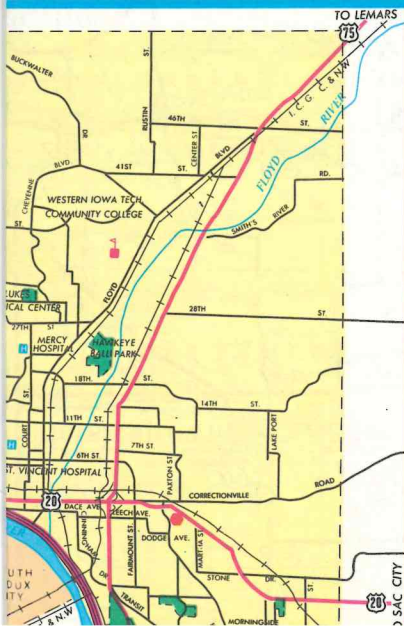 TO LEMARS
75
BUCKWALTER
DR
RUSTIN
ST.
46TH
ST.
CENTER ST
I. C. G. C. & N.W
RIVER
FLOYD
BLVD
41ST
ST.
BLVD
CHEYENNE
ST
WESTERN IOWA TECH
COMMUNITY COLLEGE
RD.
SMITH'S
RIVER
LUKES
ICAL CENTER
FLOYD
28TH
ST.
27TH
ST
MERCY
HOSPITAL
HAWKEYE
BALL PARK
H
18TH
ST.
ST.
14TH
ST.
11TH
ST.
COURT
7TH ST.
LAKE PORT
6TH ST.
H
ST. VINCENT HOSPITAL
PAXTON ST
CORRECTIONVILLE
ROAD
20
DACE AVE
LEECH AVE.
CHANNING
FAIRMOUNT ST.
DODGE AVE.
MARTHA ST
DR
STONE
DR.
ST.
TRANSIT
UTH
OUX
ITY
& N.W
MORNINGSIDE
20
O SAC CITY